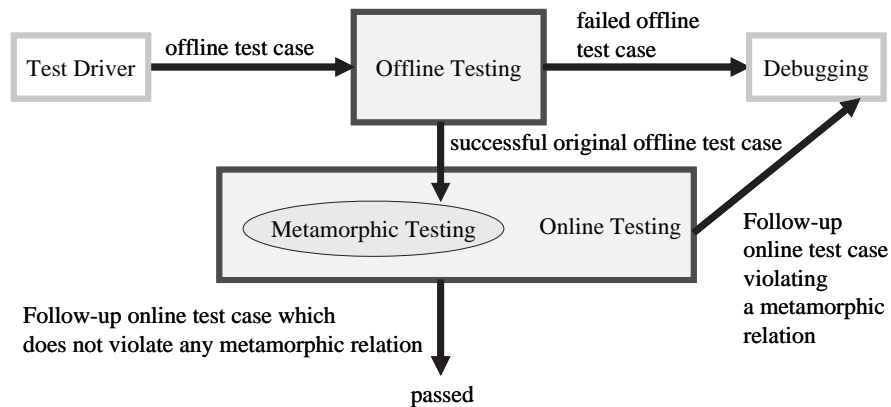 failed offline
test case
offline test case
Test Driver
Offline Testing
Debugging
successful original offline test case
Metamorphic Testing
Online Testing
Follow-up
online test case
violating
a metamorphic
relation
Follow-up online test case which
does not violate any metamorphic relation
passed